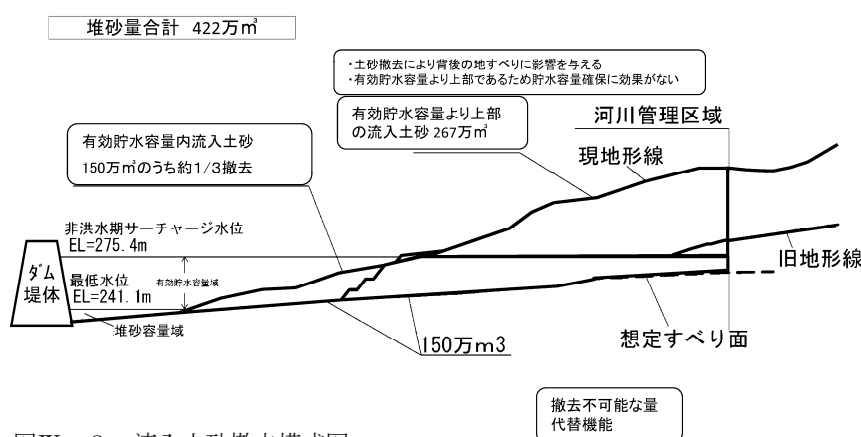 堆砂量合計 422万㎥
・土砂撤去により背後の地すべりに影響を与える
・有効貯水容量より上部であるため貯水容量確保に効果がない
有効貯水容量より上部
の流入土砂 267万㎥
河川管理区域
有効貯水容量内流入土砂
150万㎥のうち約1/3撤去
現地形線
非洪水期サーチャージ水位
EL=275.4m
旧地形線
ダム
堤体
最低水位
EL=241.1m
有効貯水容量域
堆砂容量域
想定すべり面
150万m3
撤去不可能な量
代替機能